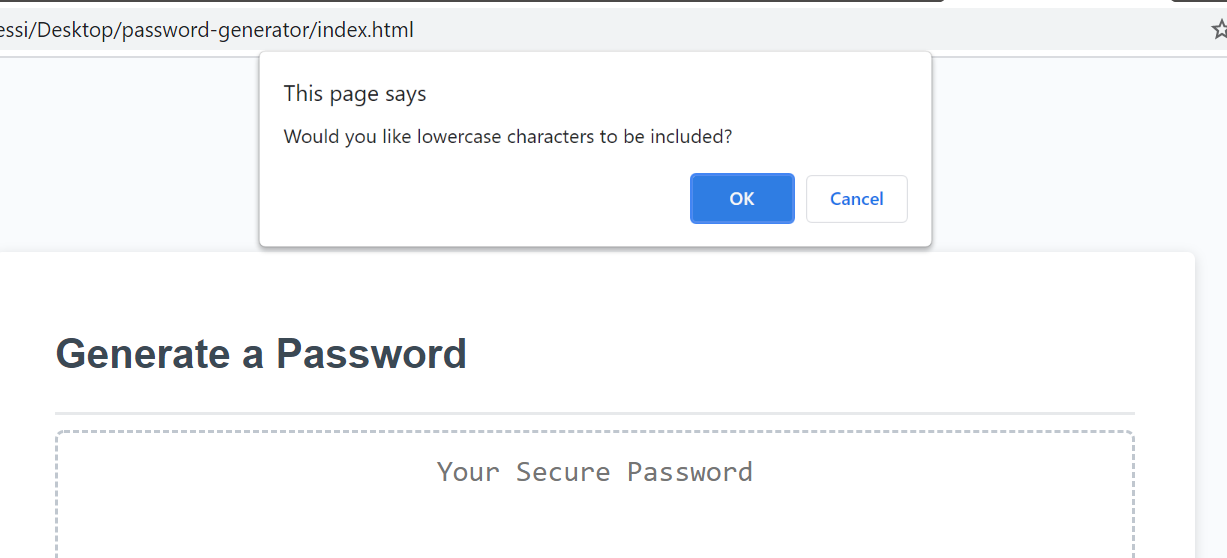 essi/Desktop/password-generator/index.html
This page says
Would you like lowercase characters to be included?
OK
Cancel
Generate a Password
Your Secure Password